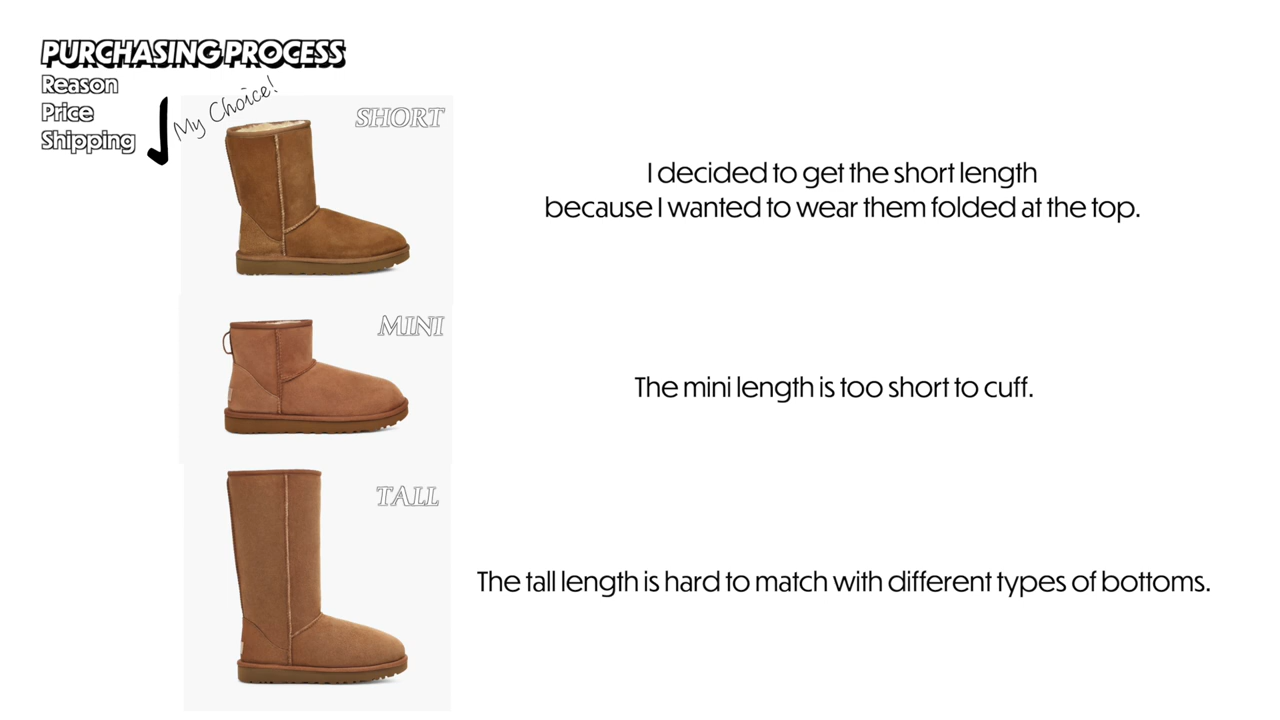 PURCHASING PROCESS
Reason
Price
Shipping
My Choice!
SHORT
I decided to get the short length
because I wanted to wear them folded at the top.
MINI
The mini length is too short to cuff.
TALL
The tall length is hard to match with different types of bottoms.